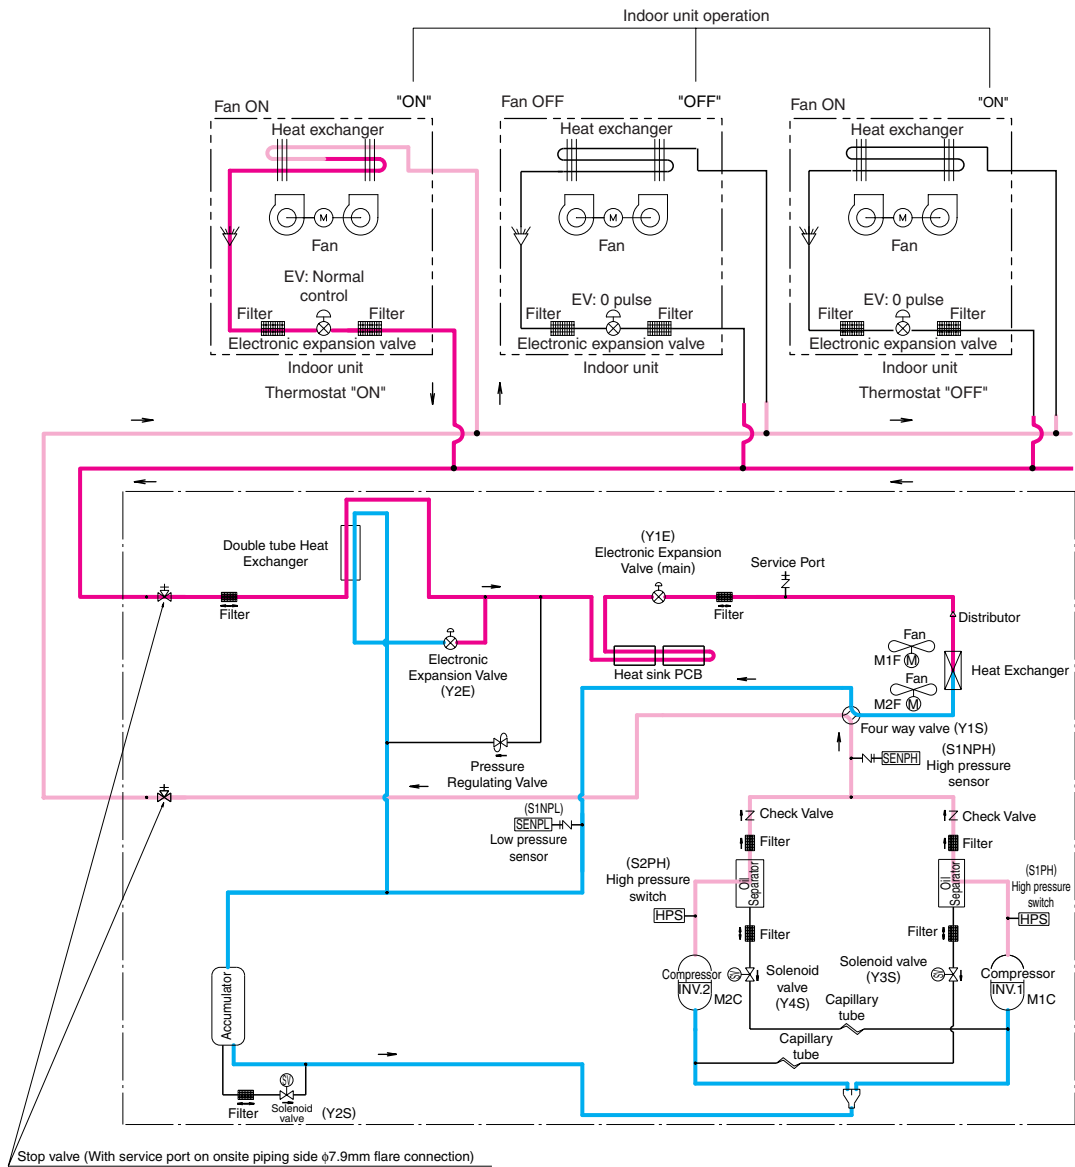 Indoor unit operation
Fan ON
"ON"
Heat exchanger
M
Fan
EV: Normal
control
Filter
Filter
Electronic expansion valve
Indoor unit
Thermostat "ON"
Fan OFF
"OFF"
Heat exchanger
M
Fan
EV: 0 pulse
Filter
Filter
Electronic expansion valve
Indoor unit
Fan ON
"ON"
Heat exchanger
M
Fan
EV: 0 pulse
Filter
Filter
Electronic expansion valve
Indoor unit
Thermostat "OFF"
Double tube Heat
Exchanger
Filter
Electronic
Expansion Valve
(Y2E)
(Y1E)
Electronic Expansion
Valve (main)
Filter
Service Port
Distributor
Fan
M1F
M
Heat Exchanger
Fan
M2F
M
Heat sink PCB
Four way valve (Y1S)
Pressure
Regulating Valve
SENPH
(S1NPH)
High pressure
sensor
(S1NPL)
SENPL
Low pressure
sensor
Check Valve
Filter
Check Valve
Filter
(S2PH)
High pressure
switch
HPS
Oil
Separator
Oil
Separator
(S1PH)
High pressure
switch
HPS
Filter
Filter
Compressor
INV.2
M2C
Solenoid
valve
(Y4S)
Solenoid valve
(Y3S)
Compressor
INV.1
M1C
Capillary
tube
Capillary
tube
Accumulator
SV
Filter
Solenoid
valve
(Y2S)
Stop valve (With service port on onsite piping side ϕ7.9mm flare connection)